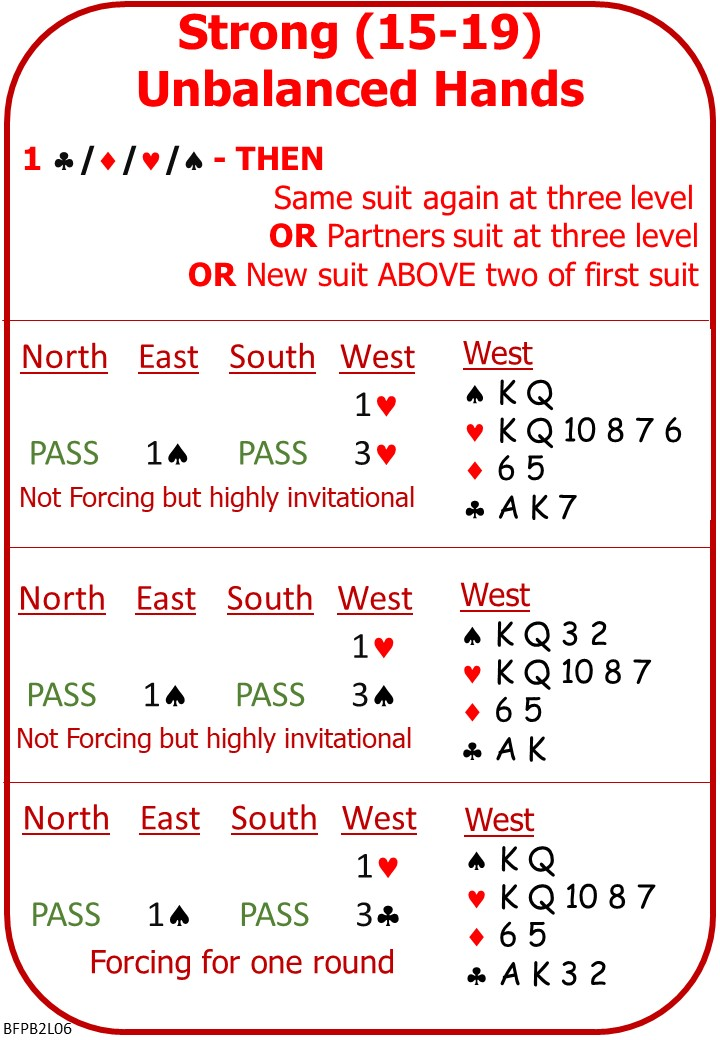 Strong (15-19)
Unbalanced Hands
1 ♣/♦/♥/♠ - THEN
Same suit again at three level
OR Partners suit at three level
OR New suit ABOVE two of first suit
North East South West
1♥
PASS 1♠ PASS 3♥
Not Forcing but highly invitational
West
♠ K Q
♥ K Q 10 8 7 6
♦ 6 5
♣ A K 7
North East South West
1♥
PASS 1♠ PASS 3♠
Not Forcing but highly invitational
West
♠ K Q 3 2
♥ K Q 10 8 7
♦ 6 5
♣ A K
North East South West
1♥
PASS 1♠ PASS 3♣
Forcing for one round
West
♠ K Q
♥ K Q 10 8 7
♦ 6 5
♣ A K 3 2
BFPB2L06